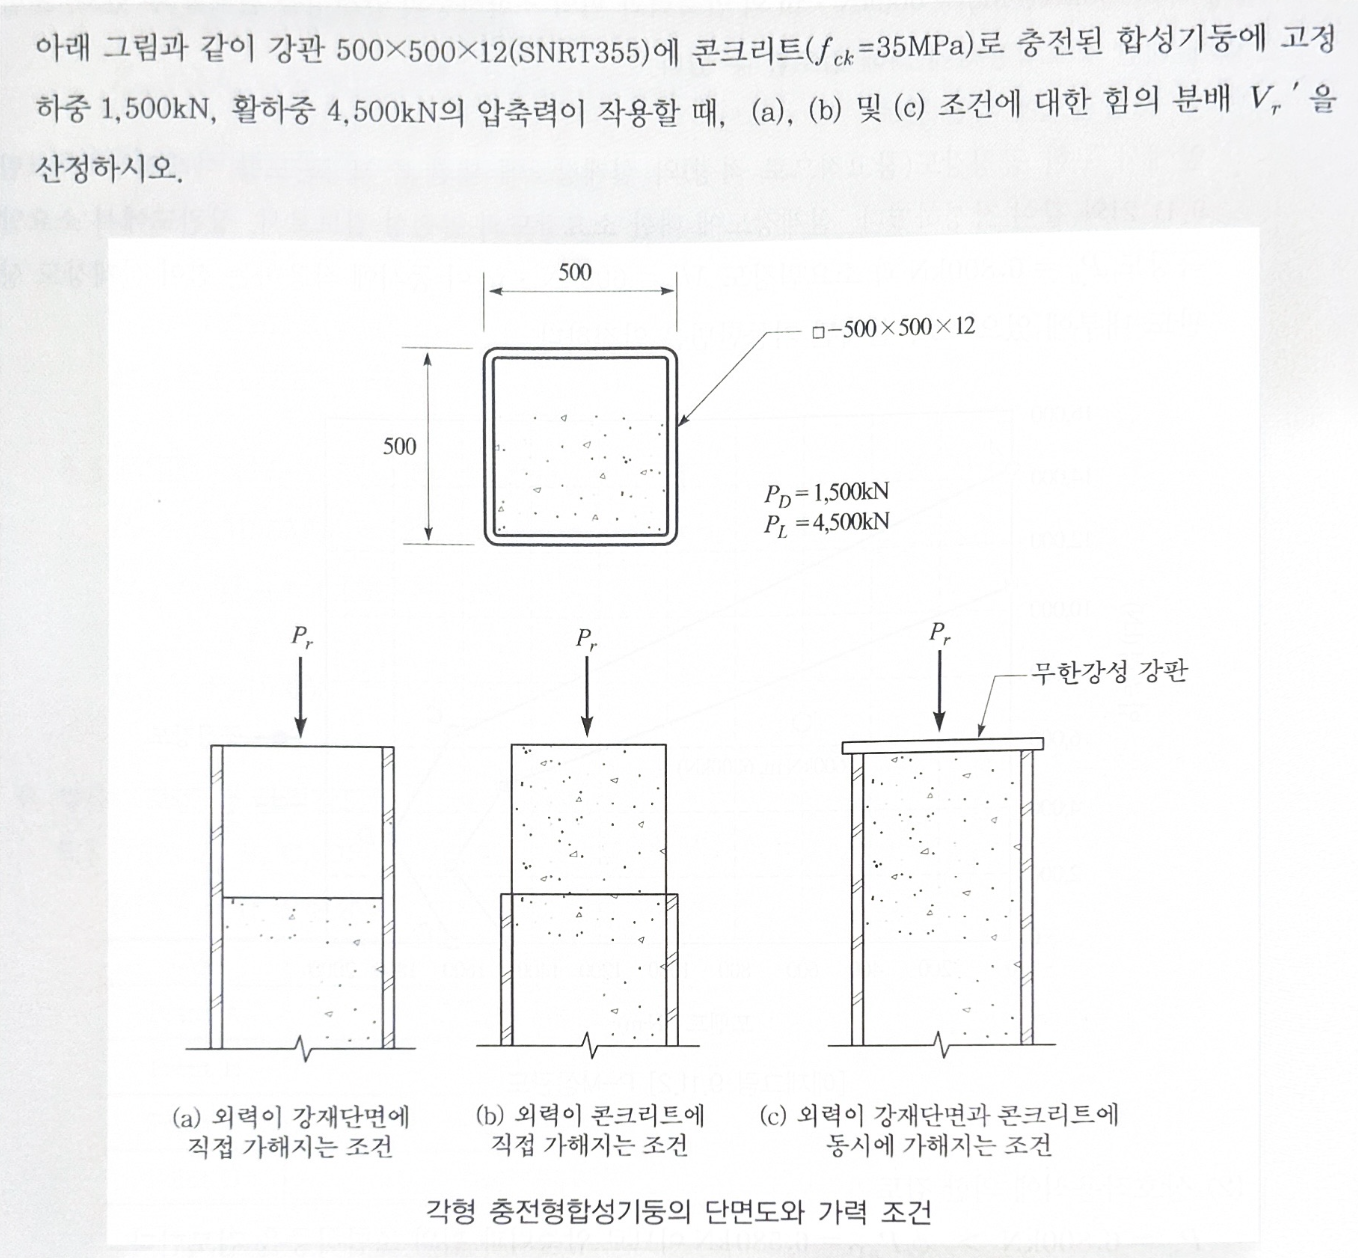 아래 그림과 같이 강관 500×500×12(SNRT355)에 콘크리트(f_ck=35MPa)로 충전된 합성기둥에 고정
하중 1,500kN, 활하중 4,500kN의 압축력이 작용할 때, (a), (b) 및 (c) 조건에 대한 힘의 분배 V_r′을
산정하시오.
500
□-500×500×12
500
P_D=1,500kN
P_L=4,500kN
P_r
P_r
P_r
무한강성 강판
(a) 외력이 강재단면에
직접 가해지는 조건
(b) 외력이 콘크리트에
직접 가해지는 조건
(c) 외력이 강재단면과 콘크리트에
동시에 가해지는 조건
각형 충전형합성기둥의 단면도와 가력 조건